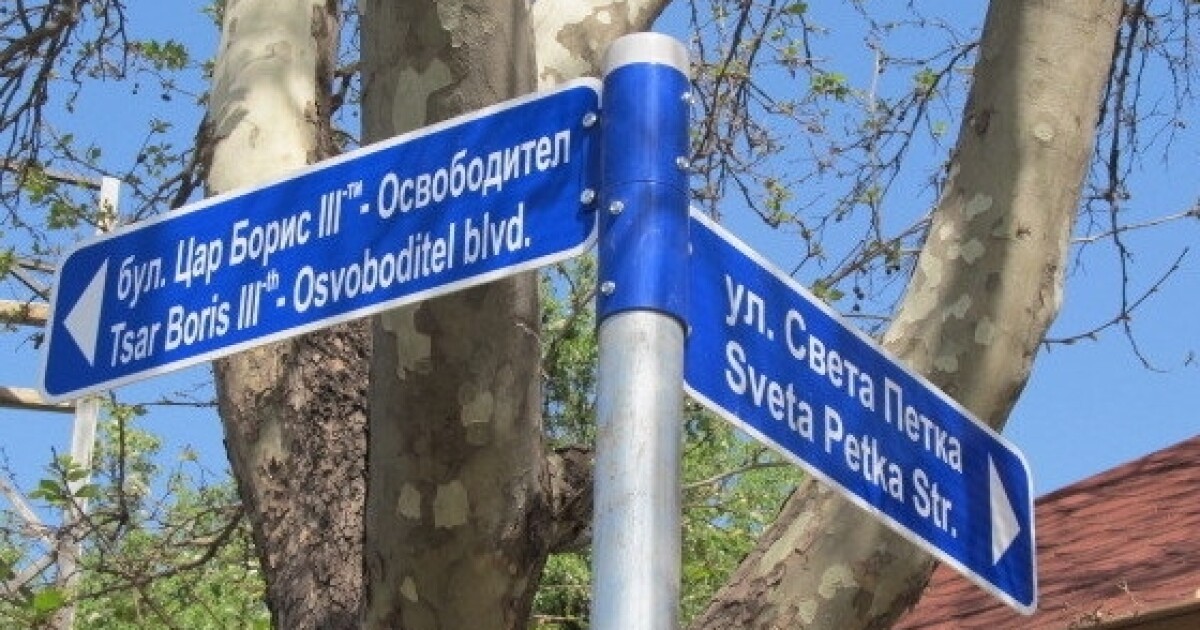 бул. Цар Борис III-ти - Освободител
Tsar Boris III-th - Osvoboditel blvd.
ул. Света Петка
Sveta Petka Str.